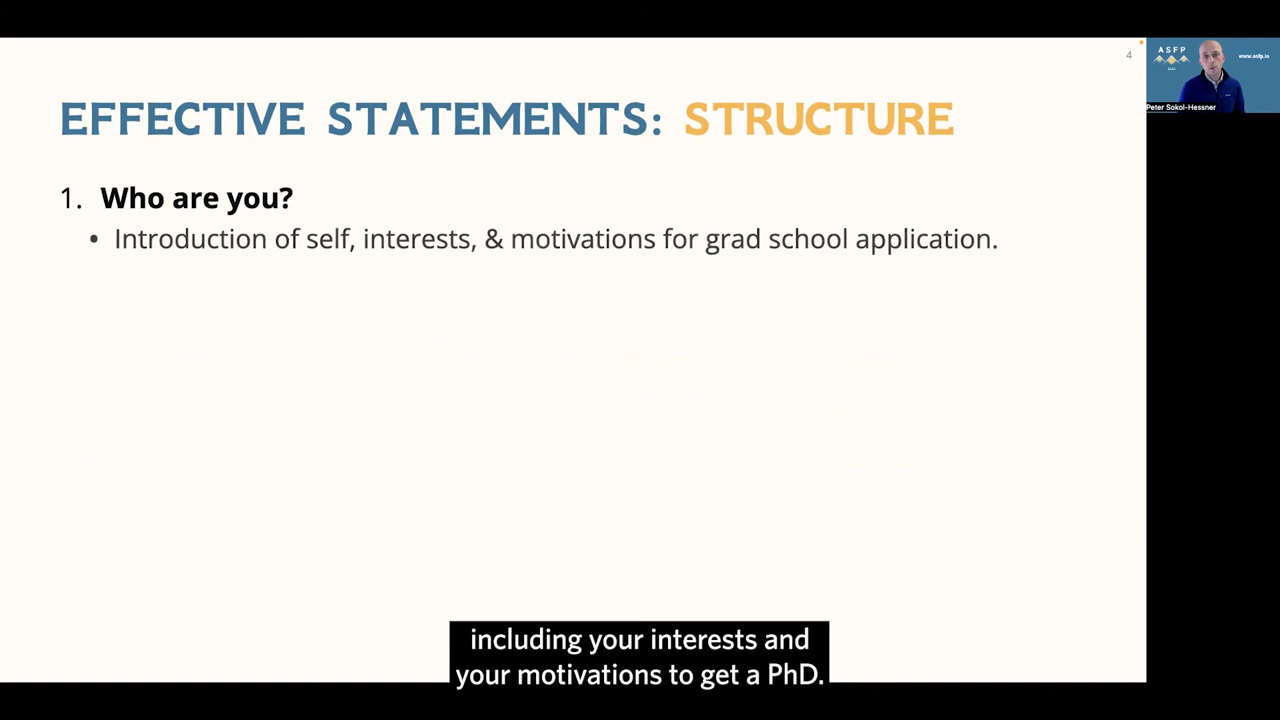 4
ASFP
www.asfp.io
Peter Sokol-Hessner
EFFECTIVE STATEMENTS: STRUCTURE
1. Who are you?
• Introduction of self, interests, & motivations for grad school application.
including your interests and
your motivations to get a PhD.